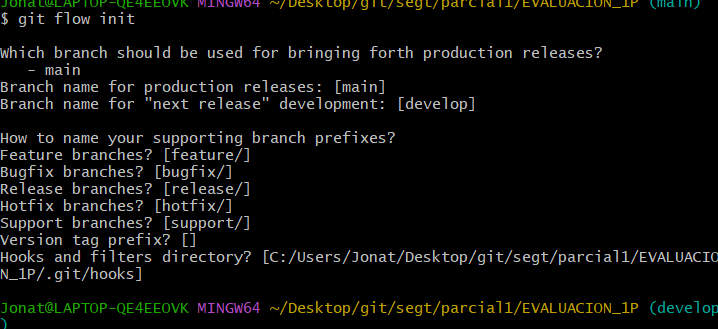 Jonat@LAPTOP-QE4EEOVK MINGW64 ~/Desktop/git/segt/parcial1/EVALUACION_1P (main)
$ git flow init

Which branch should be used for bringing forth production releases?
   - main
Branch name for production releases: [main]
Branch name for "next release" development: [develop]

How to name your supporting branch prefixes?
Feature branches? [feature/]
Bugfix branches? [bugfix/]
Release branches? [release/]
Hotfix branches? [hotfix/]
Support branches? [support/]
Version tag prefix? []
Hooks and filters directory? [C:/Users/Jonat/Desktop/git/segt/parcial1/EVALUACIO
N_1P/.git/hooks]

Jonat@LAPTOP-QE4EEOVK MINGW64 ~/Desktop/git/segt/parcial1/EVALUACION_1P (develop
)